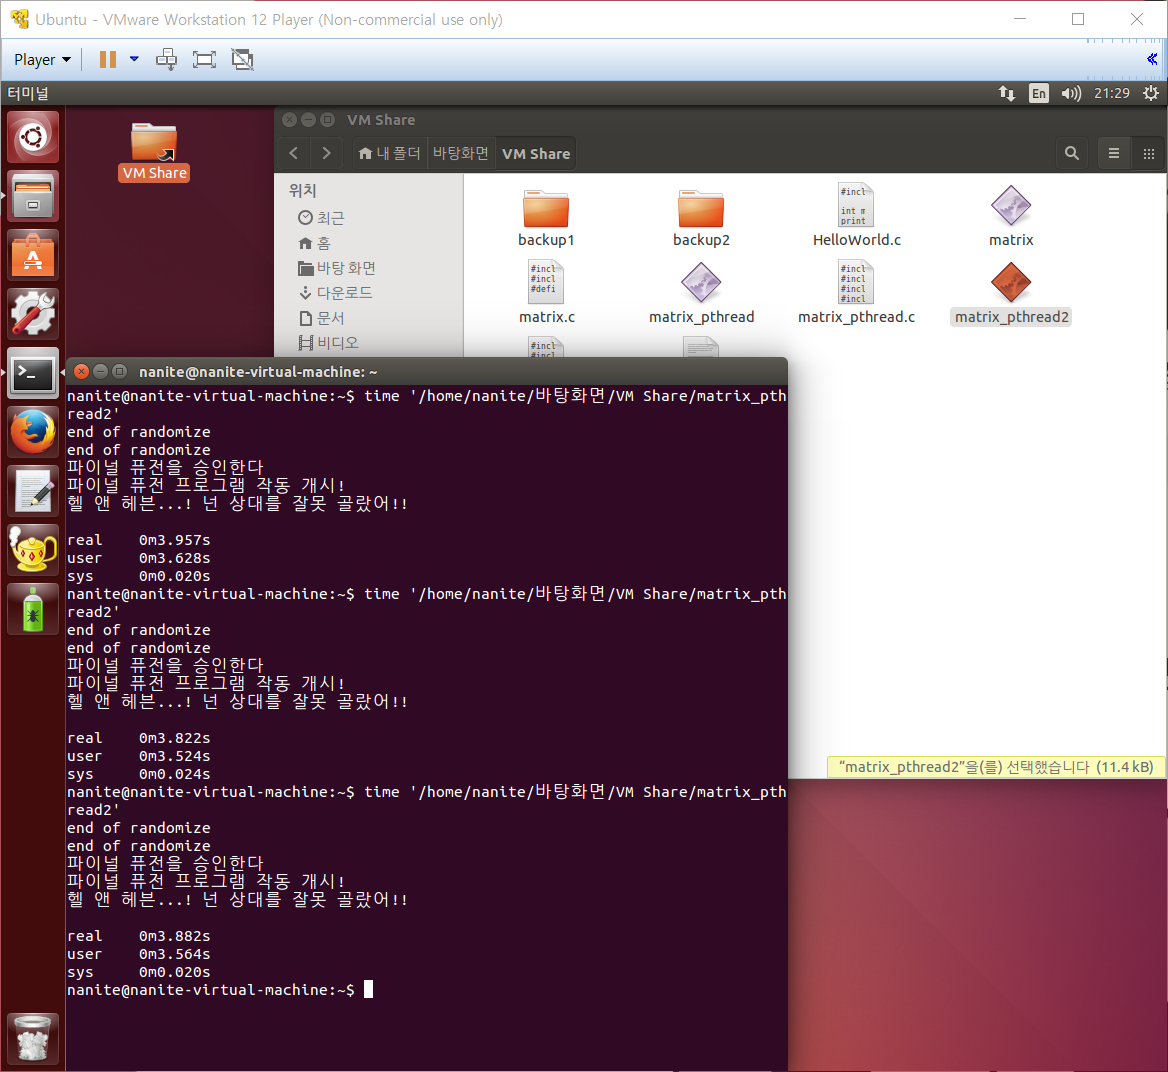 Ubuntu - VMware Workstation 12 Player (Non-commercial use only)
Player
터미널
En
21:29
VM Share
VM Share
내 폴더
바탕화면
VM Share
위치
최근
홈
바탕 화면
다운로드
문서
비디오
#incl
int m
print
backup1
backup2
HelloWorld.c
matrix
#incl
#incl
#defi
#incl
#incl
#incl
#incl
matrix.c
matrix_pthread
matrix_pthread.c
matrix_pthread2
#incl
#incl
nanite@nanite-virtual-machine: ~
nanite@nanite-virtual-machine:~$ time '/home/nanite/바탕화면/VM Share/matrix_pth
read2'
end of randomize
end of randomize
파이널 퓨전을 승인한다
파이널 퓨전 프로그램 작동 개시!
헬 앤 헤븐...! 넌 상대를 잘못 골랐어!!
real 0m3.957s
user 0m3.628s
sys 0m0.020s
nanite@nanite-virtual-machine:~$ time '/home/nanite/바탕화면/VM Share/matrix_pth
read2'
end of randomize
end of randomize
파이널 퓨전을 승인한다
파이널 퓨전 프로그램 작동 개시!
헬 앤 헤븐...! 넌 상대를 잘못 골랐어!!
real 0m3.822s
user 0m3.524s
sys 0m0.024s
nanite@nanite-virtual-machine:~$ time '/home/nanite/바탕화면/VM Share/matrix_pth
read2'
end of randomize
end of randomize
파이널 퓨전을 승인한다
파이널 퓨전 프로그램 작동 개시!
헬 앤 헤븐...! 넌 상대를 잘못 골랐어!!
real 0m3.882s
user 0m3.564s
sys 0m0.020s
nanite@nanite-virtual-machine:~$
“matrix_pthread2”을(를) 선택했습니다 (11.4 kB)